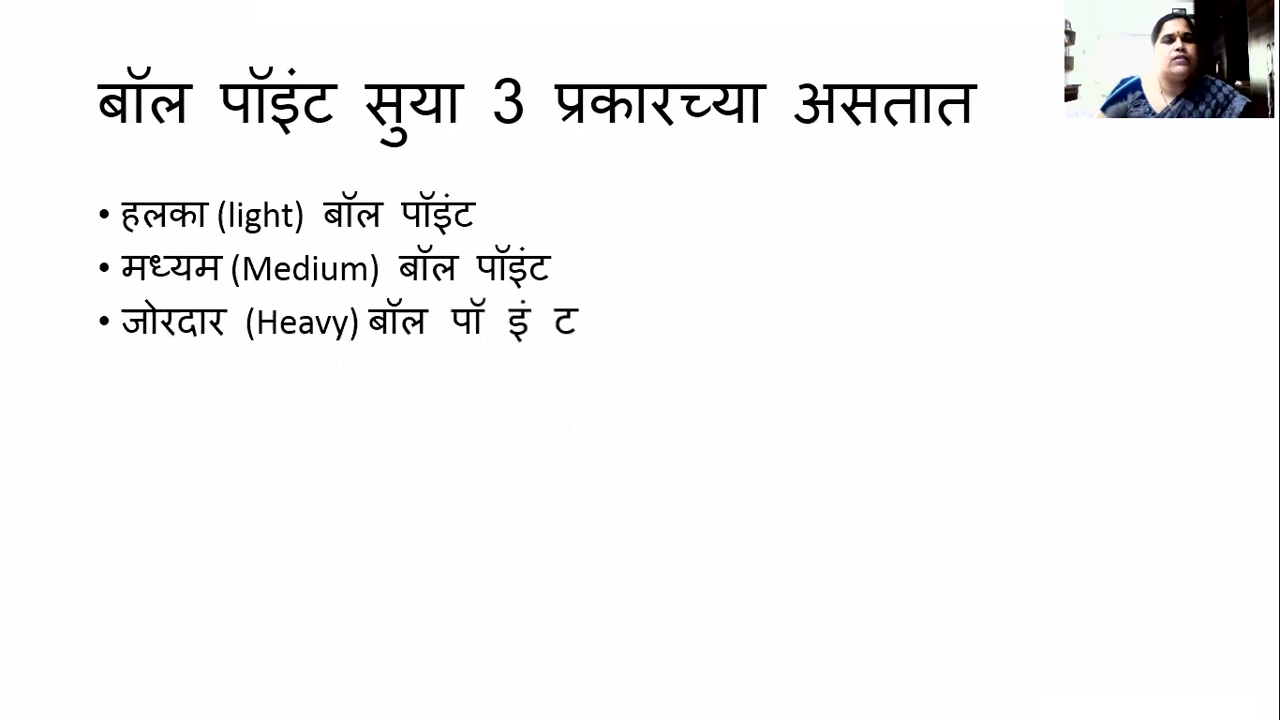 बॉल पॉइंट सुया 3 प्रकारच्या असतात
• हलका (light) बॉल पॉइंट
• मध्यम (Medium) बॉल पॉइंट
• जोरदार (Heavy) बॉल पॉ इं ट